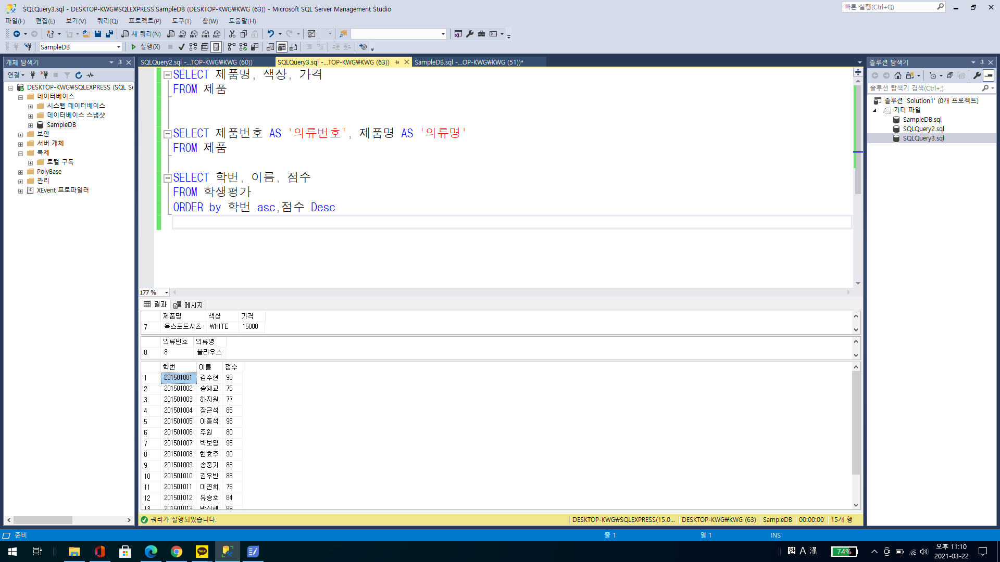 SQLQuery3.sql - DESKTOP-KWG₩SQLEXPRESS.SampleDB (DESKTOP-KWG₩KWG (63)) - Microsoft SQL Server Management Studio
빠른 실행(Ctrl+Q)
파일(F) 편집(E) 보기(V) 쿼리(Q) 프로젝트(P) 도구(T) 창(W) 도움말(H)
새 쿼리(N) MDX DMX XMLA DAX
SampleDB 실행(X)
개체 탐색기
연결
DESKTOP-KWG₩SQLEXPRESS (SQL Se
데이터베이스
시스템 데이터베이스
데이터베이스 스냅샷
SampleDB
보안
서버 개체
복제
로컬 구독
PolyBase
관리
XEvent 프로파일러
SQLQuery2.sql -...TOP-KWG₩KWG (60)) SQLQuery3.sql -...TOP-KWG₩KWG (63)) SampleDB.sql -...OP-KWG₩KWG (51))*
SELECT 제품명, 색상, 가격
FROM 제품
SELECT 제품번호 AS '의류번호', 제품명 AS '의류명'
FROM 제품
SELECT 학번, 이름, 점수
FROM 학생평가
ORDER by 학번 asc,점수 Desc
177 %
결과 메시지
제품명 색상 가격
7 옥스포드셔츠 WHITE 15000
의류번호 의류명
8 8 블라우스
학번 이름 점수
1 201501001 김수현 90
2 201501002 송혜교 75
3 201501003 하지원 77
4 201501004 장근석 85
5 201501005 이종석 96
6 201501006 주원 80
7 201501007 박보영 95
8 201501008 한효주 90
9 201501009 송중기 83
10 201501010 김우빈 88
11 201501011 이연희 75
12 201501012 유승호 84
13 201501013 박신혜 89
쿼리가 실행되었습니다. DESKTOP-KWG₩SQLEXPRESS(15.0... DESKTOP-KWG₩KWG (63) SampleDB 00:00:00 15개 행
솔루션 탐색기
솔루션 탐색기 검색(Ctrl+;)
솔루션 'Solution1' (0개 프로젝트)
기타 파일
SampleDB.sql
SQLQuery2.sql
SQLQuery3.sql
준비 줄 1 열 1 INS
TALK
한 A 漢 74%
오후 11:10
2021-03-22